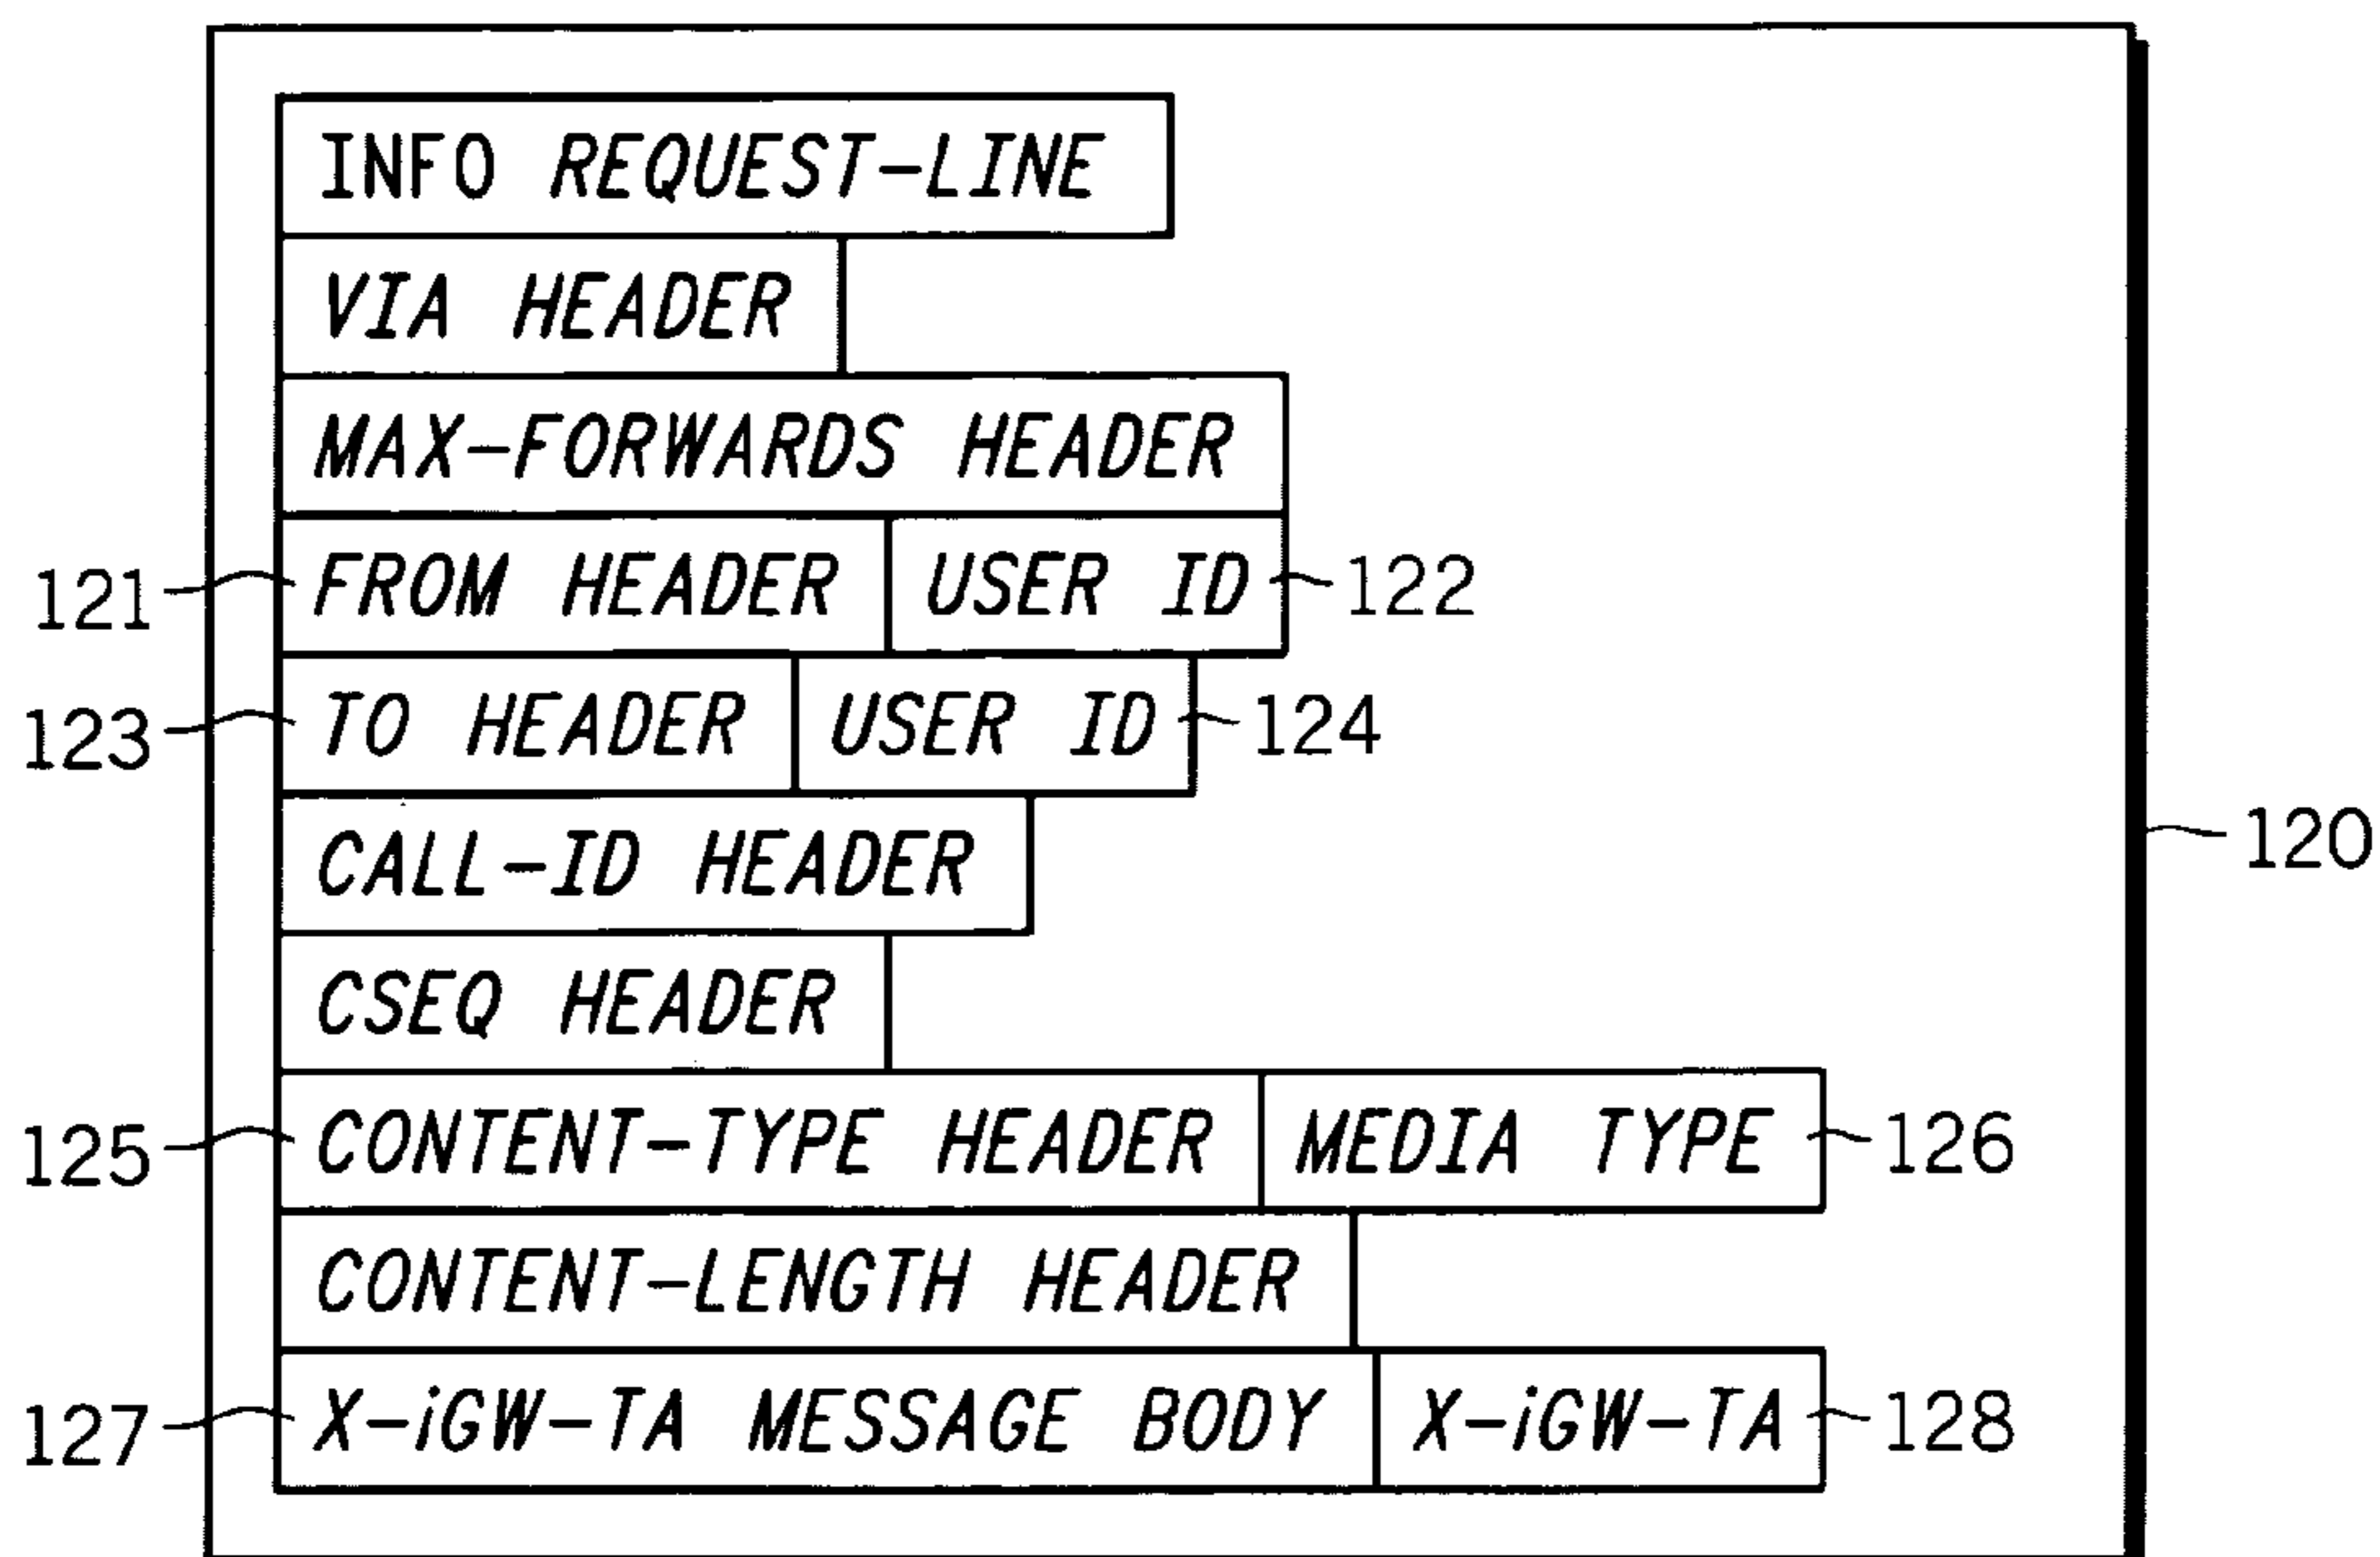 INFO REQUEST-LINE
VIA HEADER
MAX-FORWARDS HEADER
121 FROM HEADER USER ID 122
123 TO HEADER USER ID 124
CALL-ID HEADER
120
CSEQ HEADER
125 CONTENT-TYPE HEADER MEDIA TYPE 126
CONTENT-LENGTH HEADER
127 X-iGW-TA MESSAGE BODY X-iGW-TA 128